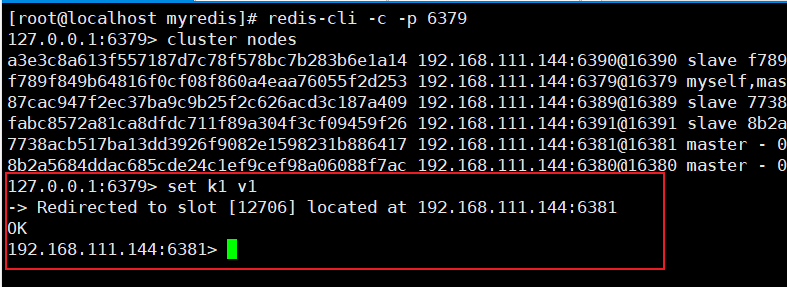 [root@localhost myredis]# redis-cli -c -p 6379
127.0.0.1:6379> cluster nodes
a3e3c8a613f557187d7c78f578bc7b283b6e1a14 192.168.111.144:6390@16390 slave f789
f789f849b64816f0cf08f860a4eaa76055f2d253 192.168.111.144:6379@16379 myself,mas
87cac947f2ec37ba9c9b25f2c626acd3c187a409 192.168.111.144:6389@16389 slave 7738
fabc8572a81ca8dfdc711f89a304f3cf09459f26 192.168.111.144:6391@16391 slave 8b2a
7738acb517ba13dd3926f9082e1598231b886417 192.168.111.144:6381@16381 master - 0
8b2a5684ddac685cde24c1ef9cef98a06088f7ac 192.168.111.144:6380@16380 master - 0
127.0.0.1:6379> set k1 v1
-> Redirected to slot [12706] located at 192.168.111.144:6381
OK
192.168.111.144:6381>